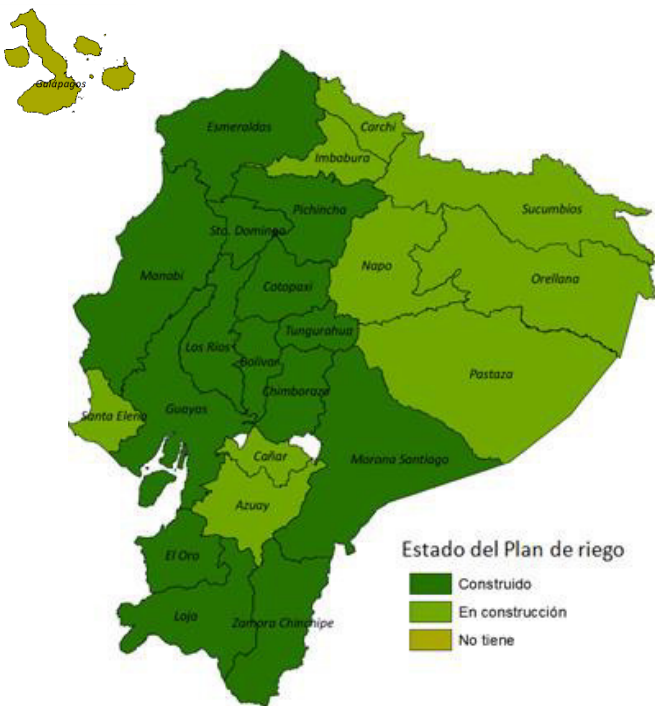 Galápagos
Esmeraldas
Carchi
Imbabura
Sucumbíos
Pichincha
Sto. Domingo
Manabí
Napo
Orellana
Cotopaxi
Tungurahua
Los Ríos
Bolívar
Pastaza
Chimborazo
Santa Elena
Guayas
Cañar
Morona Santiago
Azuay
El Oro
Loja
Zamora Chinchipe
Estado del Plan de riego
Construido
En construcción
No tiene